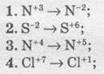 1. N⁺³ → N⁻²;
2. S⁻² → S⁺⁶;
3. N⁺⁴ → N⁺⁵;
4. Cl⁺⁷ → Cl⁺¹;